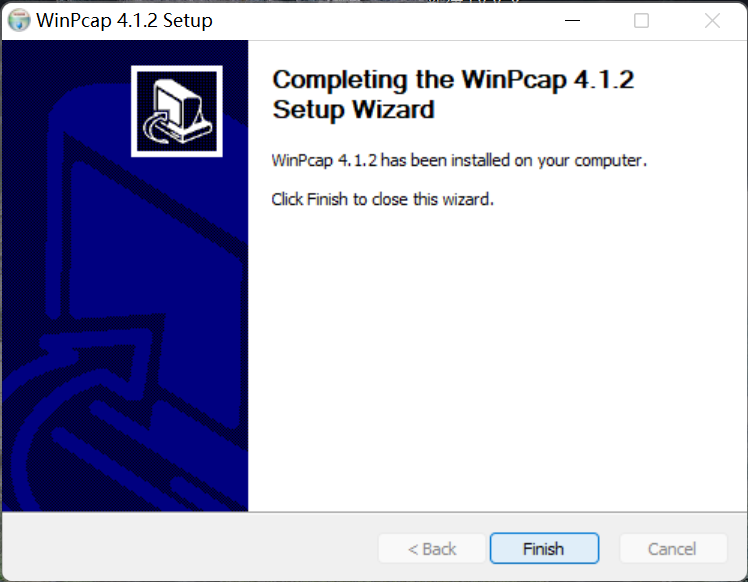 WinPcap 4.1.2 Setup
Completing the WinPcap 4.1.2
Setup Wizard
WinPcap 4.1.2 has been installed on your computer.
Click Finish to close this wizard.
< Back
Finish
Cancel